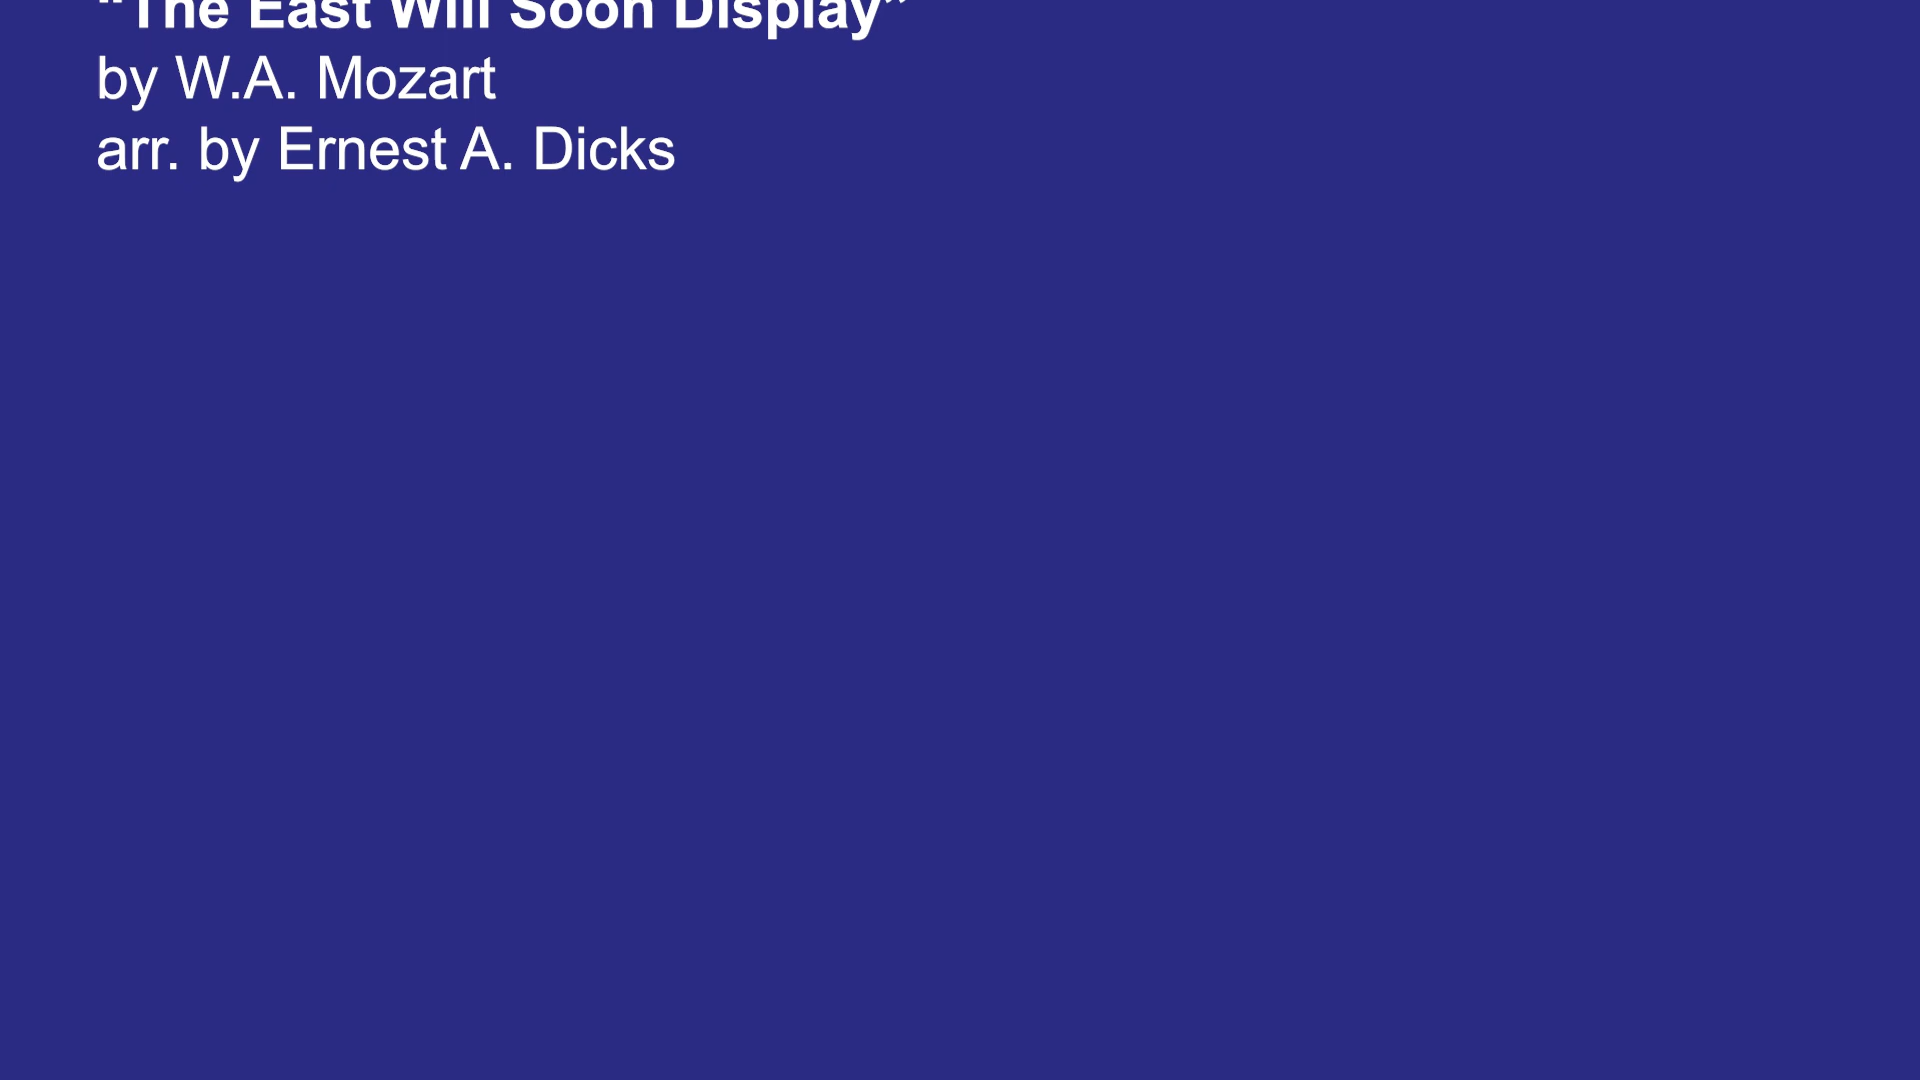 "The East Will Soon Display”
by W.A. Mozart
arr. by Ernest A. Dicks